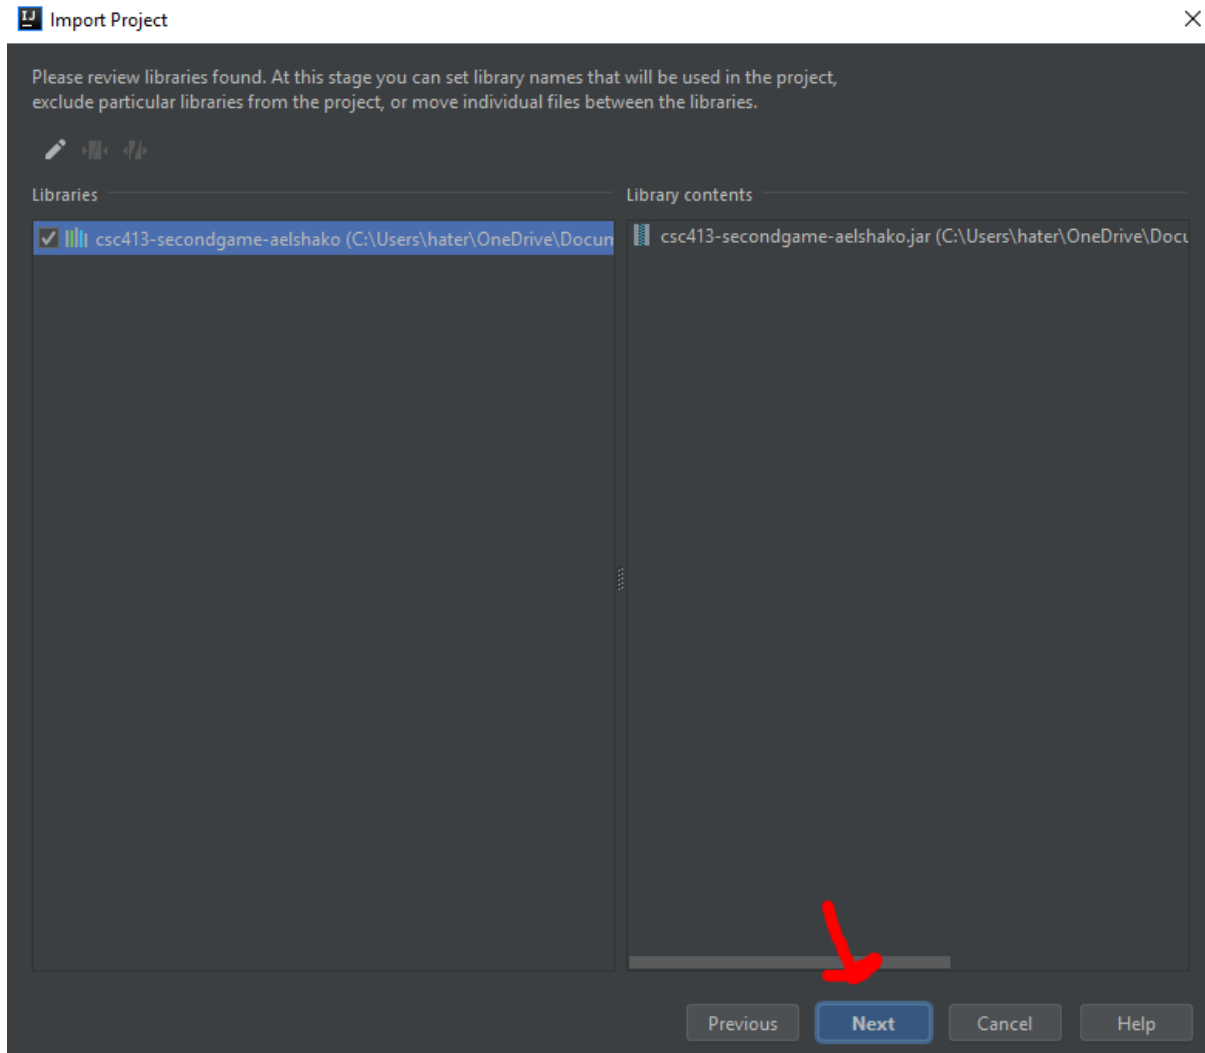 IJ Import Project
Please review libraries found. At this stage you can set library names that will be used in the project,
exclude particular libraries from the project, or move individual files between the libraries.
Libraries
Library contents
csc413-secondgame-aelshako (C:\Users\hater\OneDrive\Docum
csc413-secondgame-aelshako.jar (C:\Users\hater\OneDrive\Docu
Previous
Next
Cancel
Help